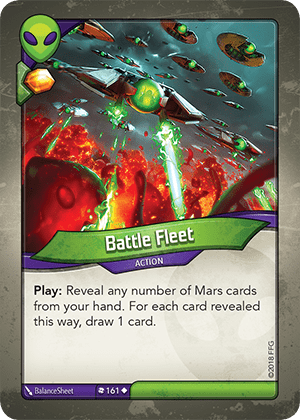 Battle Fleet
ACTION
Play: Reveal any number of Mars cards
from your hand. For each card revealed
this way, draw 1 card.
BalanceSheet
161
©2018 FFG